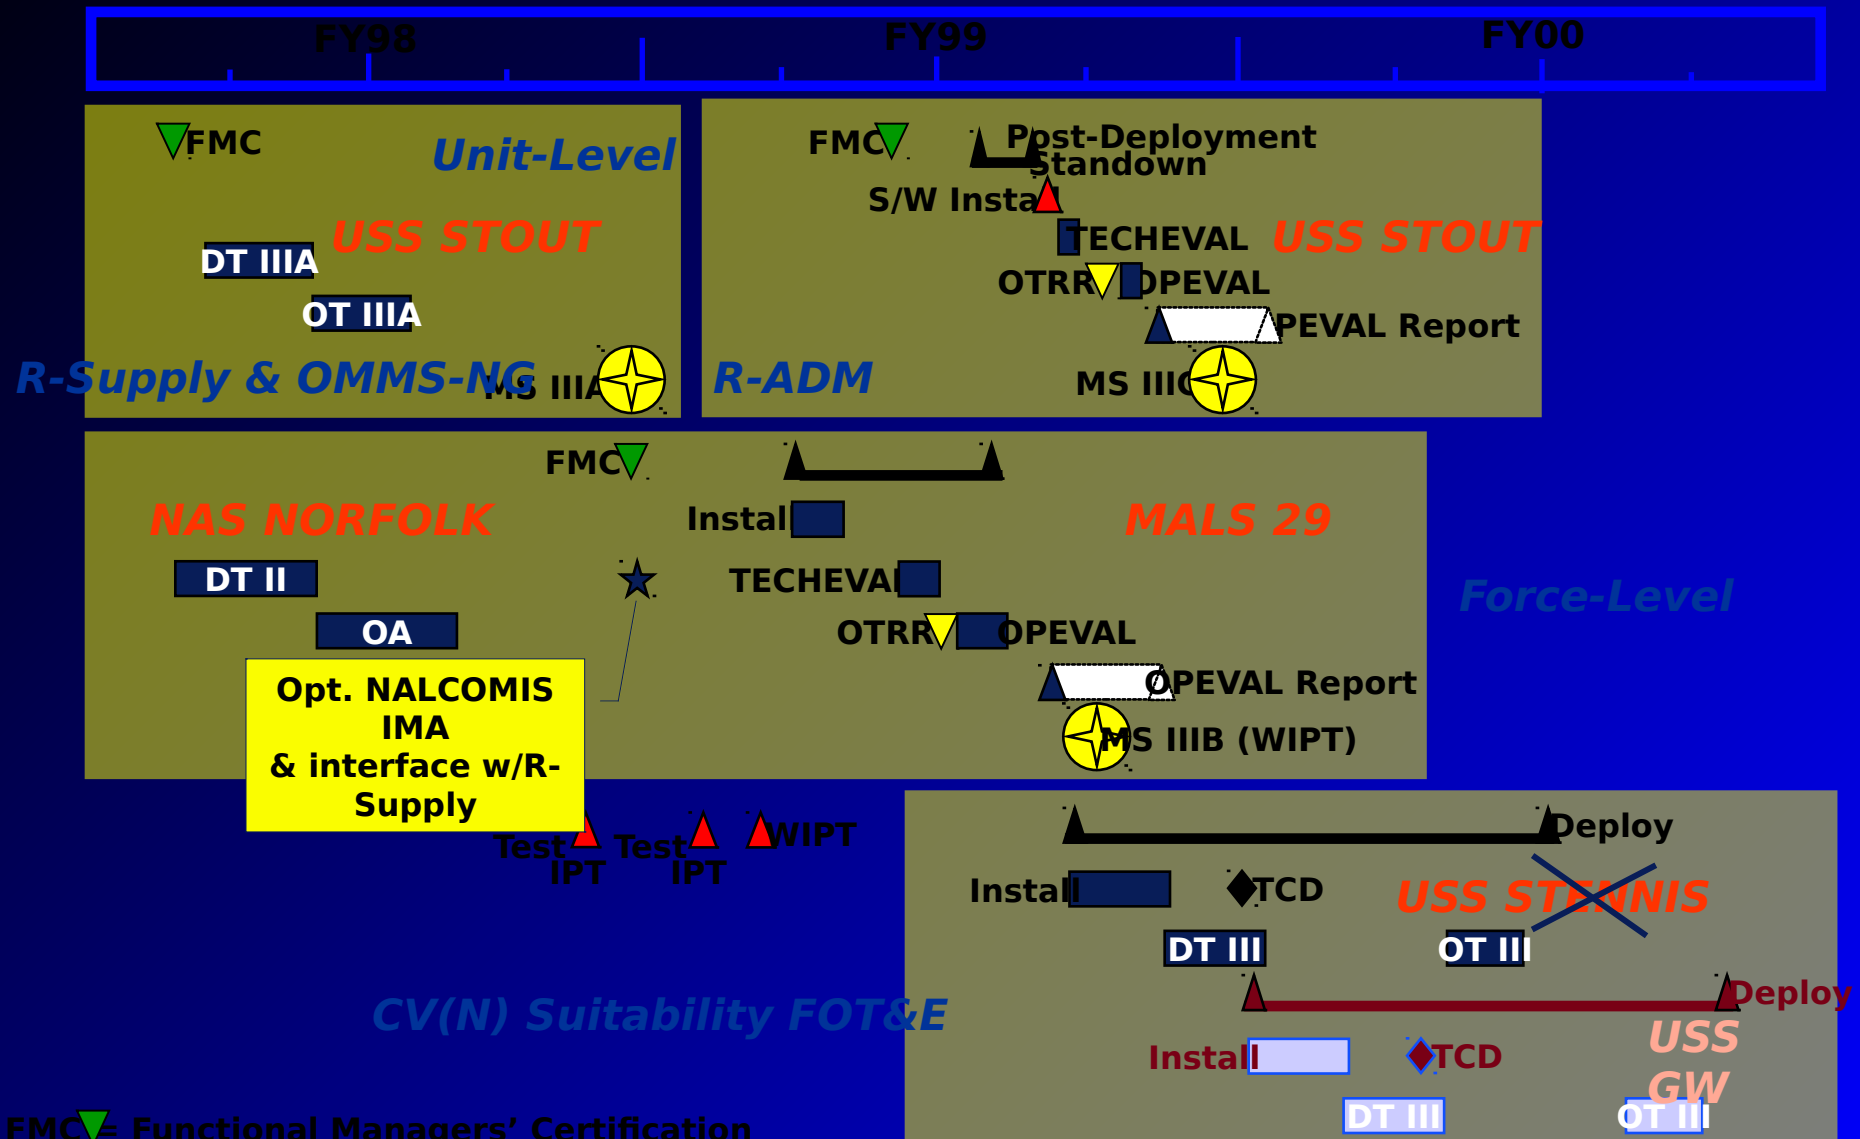 FY98
FY99
FY00
FMC
Unit-Level
USS STOUT
DT IIIA
OT IIIA
R-Supply & OMMS-NG
MS IIIA
FMC
Post-Deployment
Standown
S/W Install
TECHEVAL
USS STOUT
OTRR
OPEVAL
OPEVAL Report
R-ADM
MS IIIC
FMC
NAS NORFOLK
Install
MALS 29
DT II
TECHEVAL
Force-Level
OA
OTRR
OPEVAL
Opt. NALCOMIS
IMA
& interface w/R-
Supply
OPEVAL Report
MS IIIB (WIPT)
Test
IPT
Test
IPT
WIPT
Deploy
Install
TCD
USS STENNIS
DT III
OT III
CV(N) Suitability FOT&E
Deploy
Install
TCD
USS
GW
DT III
OT III
FMC = Functional Managers’ Certification